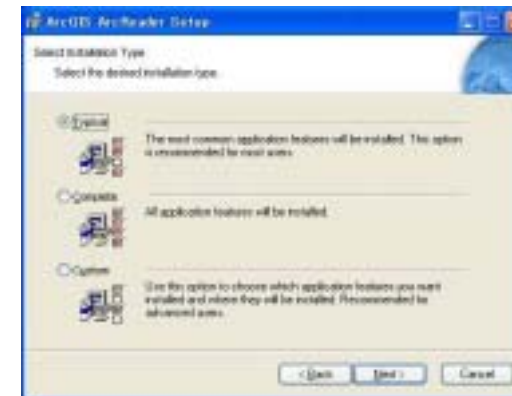 ArcGIS ArcReader Setup
Select Installation Type
Select the desired installation type.
Typical
The most common application features will be installed. This option
is recommended for most users.
Complete
All application features will be installed.
Custom
Use this option to choose which application features you want
installed and where they will be installed. Recommended for
advanced users.
< Back
Next >
Cancel